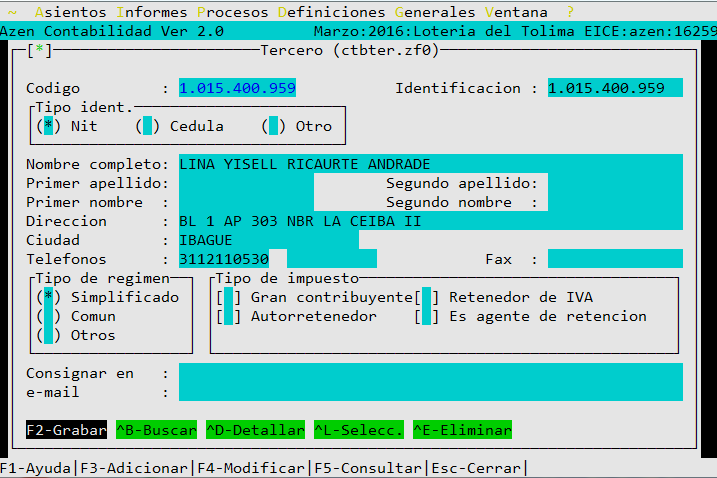 ~ Asientos Informes Procesos Definiciones Generales Ventana ?
Azen Contabilidad Ver 2.0 Marzo:2016:Loteria del Tolima EICE:azen:16259
[*] Tercero (ctbter.zf0)
Codigo : 1.015.400.959 Identificacion : 1.015.400.959
Tipo ident.
(*) Nit ( ) Cedula ( ) Otro
Nombre completo: LINA YISELL RICAURTE ANDRADE
Primer apellido: Segundo apellido:
Primer nombre : Segundo nombre :
Direccion : BL 1 AP 303 NBR LA CEIBA II
Ciudad : IBAGUE
Telefonos : 3112110530 Fax :
Tipo de regimen Tipo de impuesto
(*) Simplificado [ ] Gran contribuyente [ ] Retenedor de IVA
( ) Comun [ ] Autorretenedor [ ] Es agente de retencion
( ) Otros
Consignar en :
e-mail :
F2-Grabar ^B-Buscar ^D-Detallar ^L-Selecc. ^E-Eliminar
F1-Ayuda|F3-Adicionar|F4-Modificar|F5-Consultar|Esc-Cerrar|